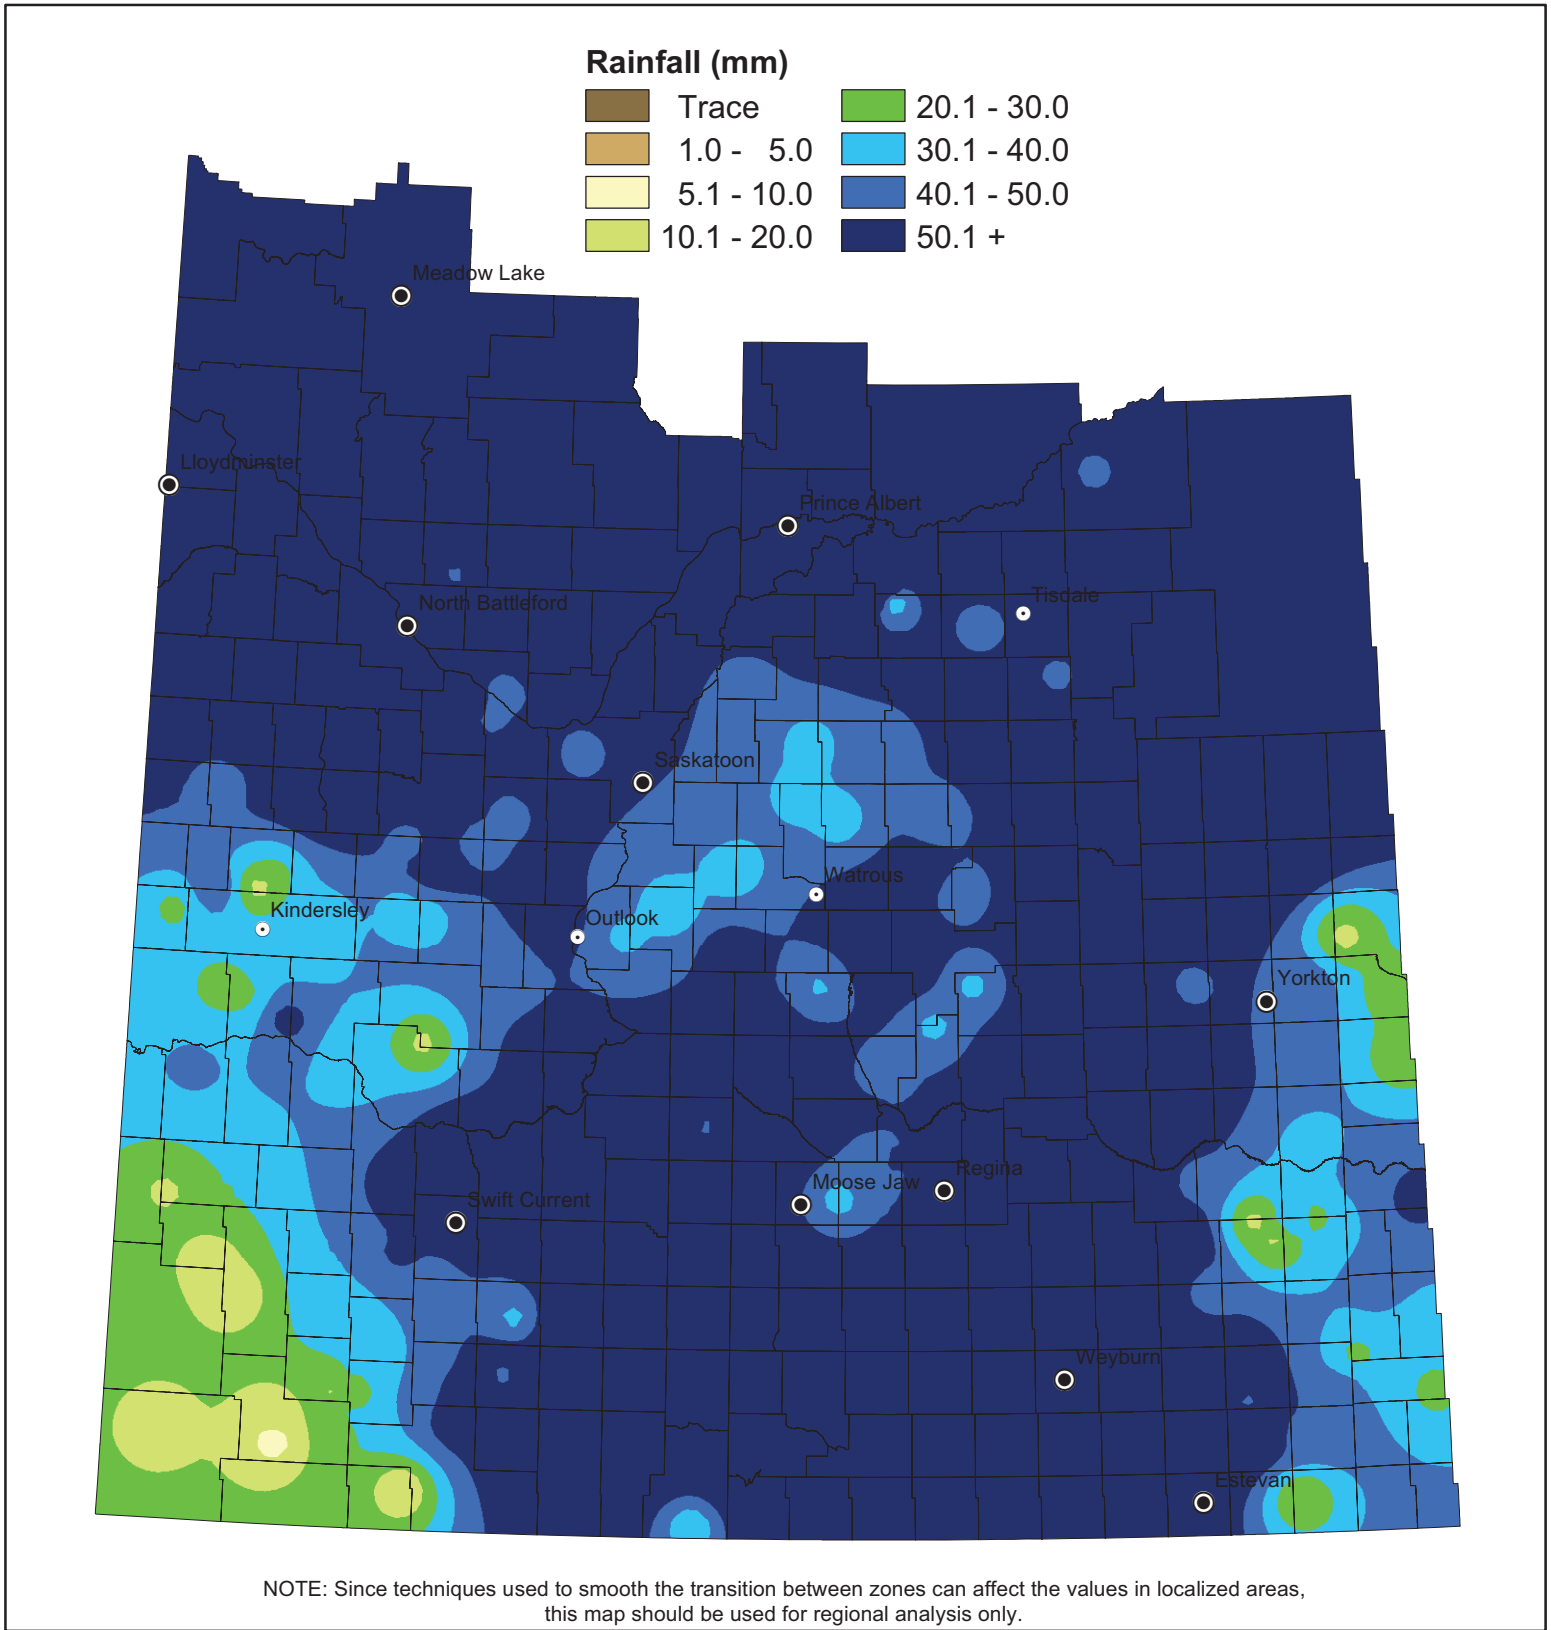 Rainfall (mm)
Trace
1.0 - 5.0
5.1 - 10.0
10.1 - 20.0
20.1 - 30.0
30.1 - 40.0
40.1 - 50.0
50.1 +
Meadow Lake
Lloydminster
Prince Albert
North Battleford
Tisdale
Saskatoon
Watrous
Kindersley
Outlook
Yorkton
Regina
Moose Jaw
Swift Current
Weyburn
Estevan
NOTE: Since techniques used to smooth the transition between zones can affect the values in localized areas,
this map should be used for regional analysis only.